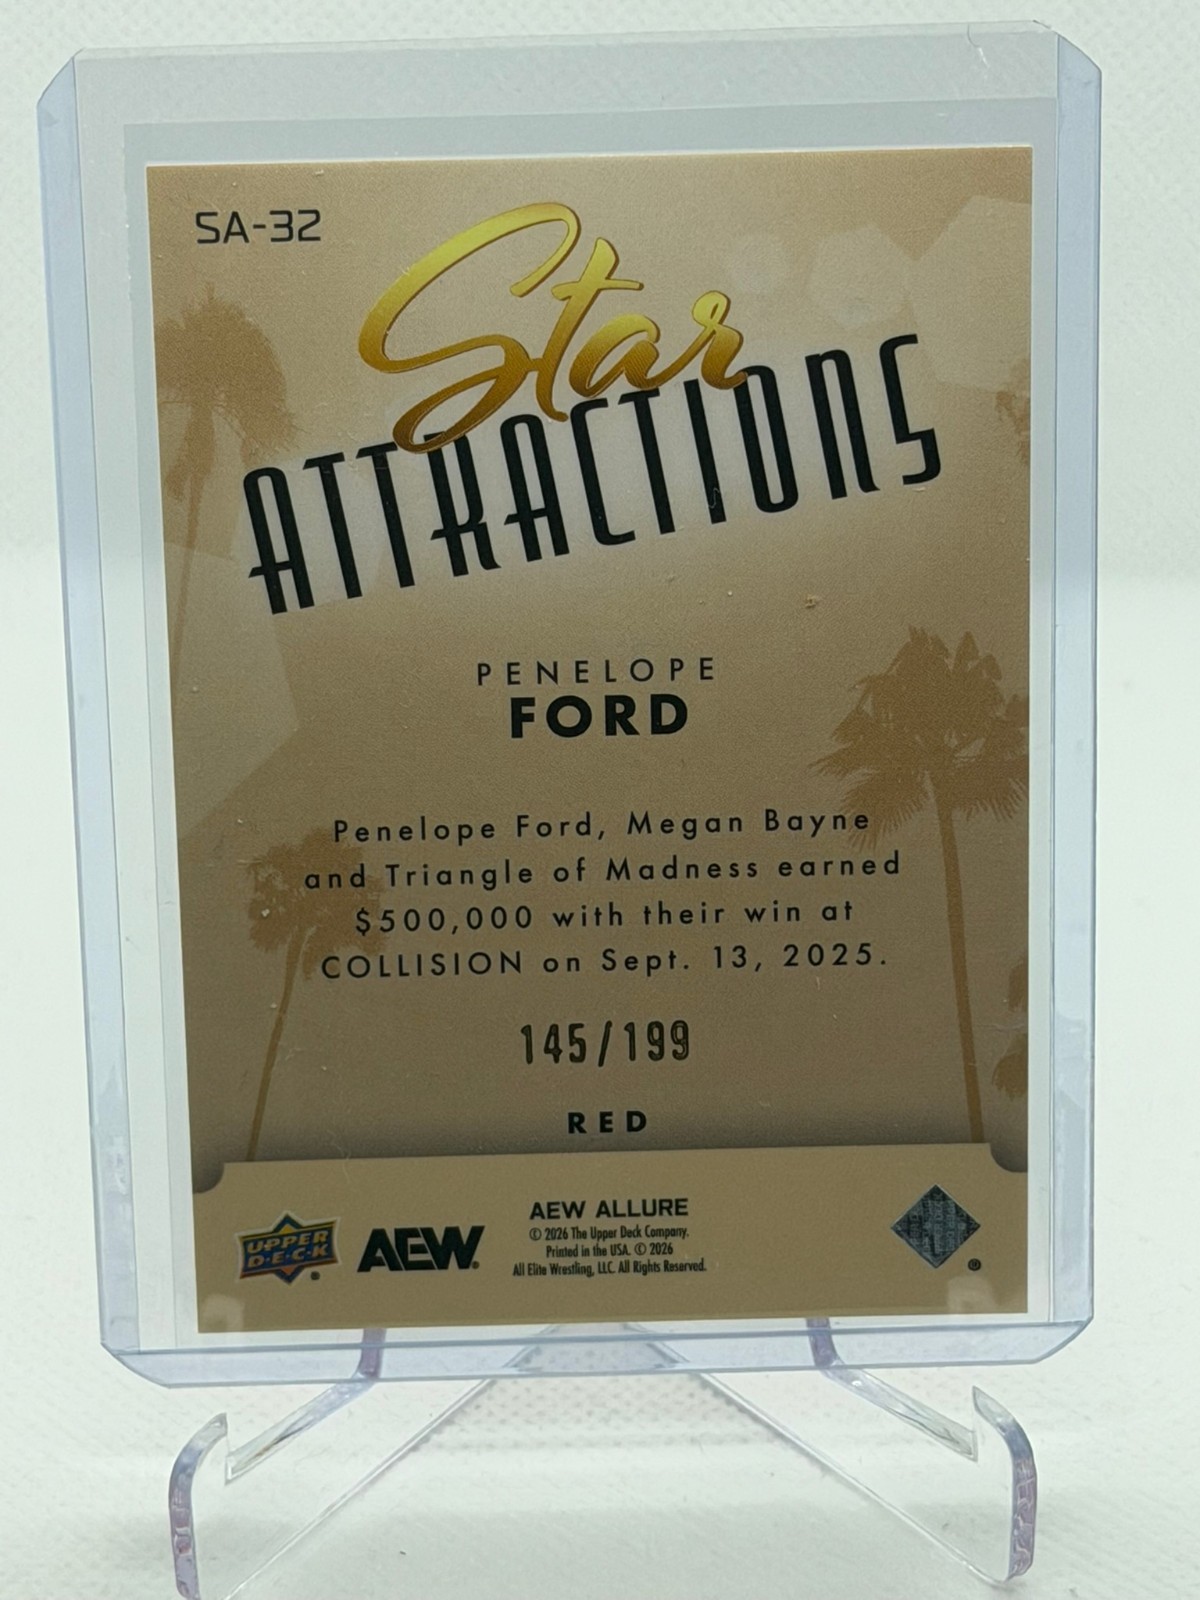 SA-32
Star
ATTRACTIONS
PENELOPE
FORD
Penelope Ford, Megan Bayne
and Triangle of Madness earned
$500,000 with their win at
COLLISION on Sept. 13, 2025.
145/199
RED
UPPER
D·E·C·K
AEW
AEW ALLURE
© 2026 The Upper Deck Company.
Printed in the USA. © 2026
All Elite Wrestling, LLC. All Rights Reserved.